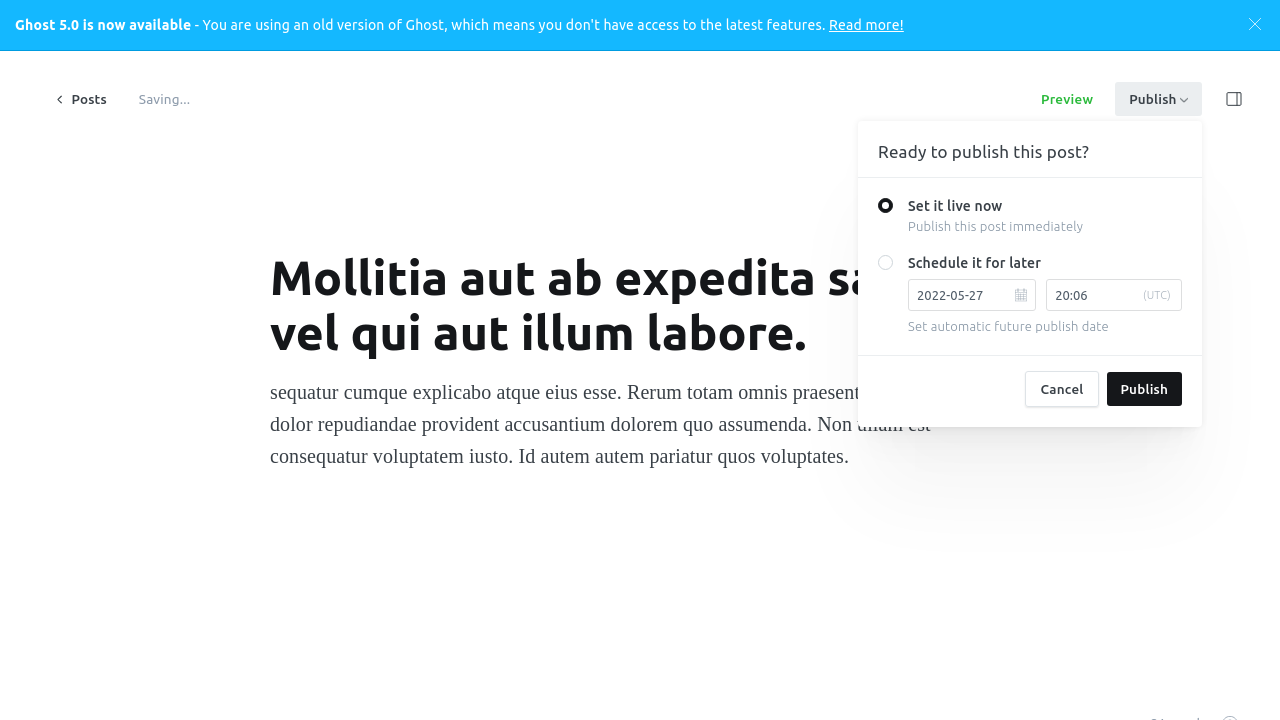 Ghost 5.0 is now available - You are using an old version of Ghost, which means you don't have access to the latest features. Read more!
Posts
Saving...
Preview
Publish
Ready to publish this post?
Set it live now
Publish this post immediately
Schedule it for later
2022-05-27
20:06
(UTC)
Set automatic future publish date
Cancel
Publish
Mollitia aut ab expedita
vel qui aut illum labore.
sequatur cumque explicabo atque eius esse. Rerum totam omnis praesent
dolor repudiandae provident accusantium dolorem quo assumenda. Non ullam est
consequatur voluptatem iusto. Id autem autem pariatur quos voluptates.